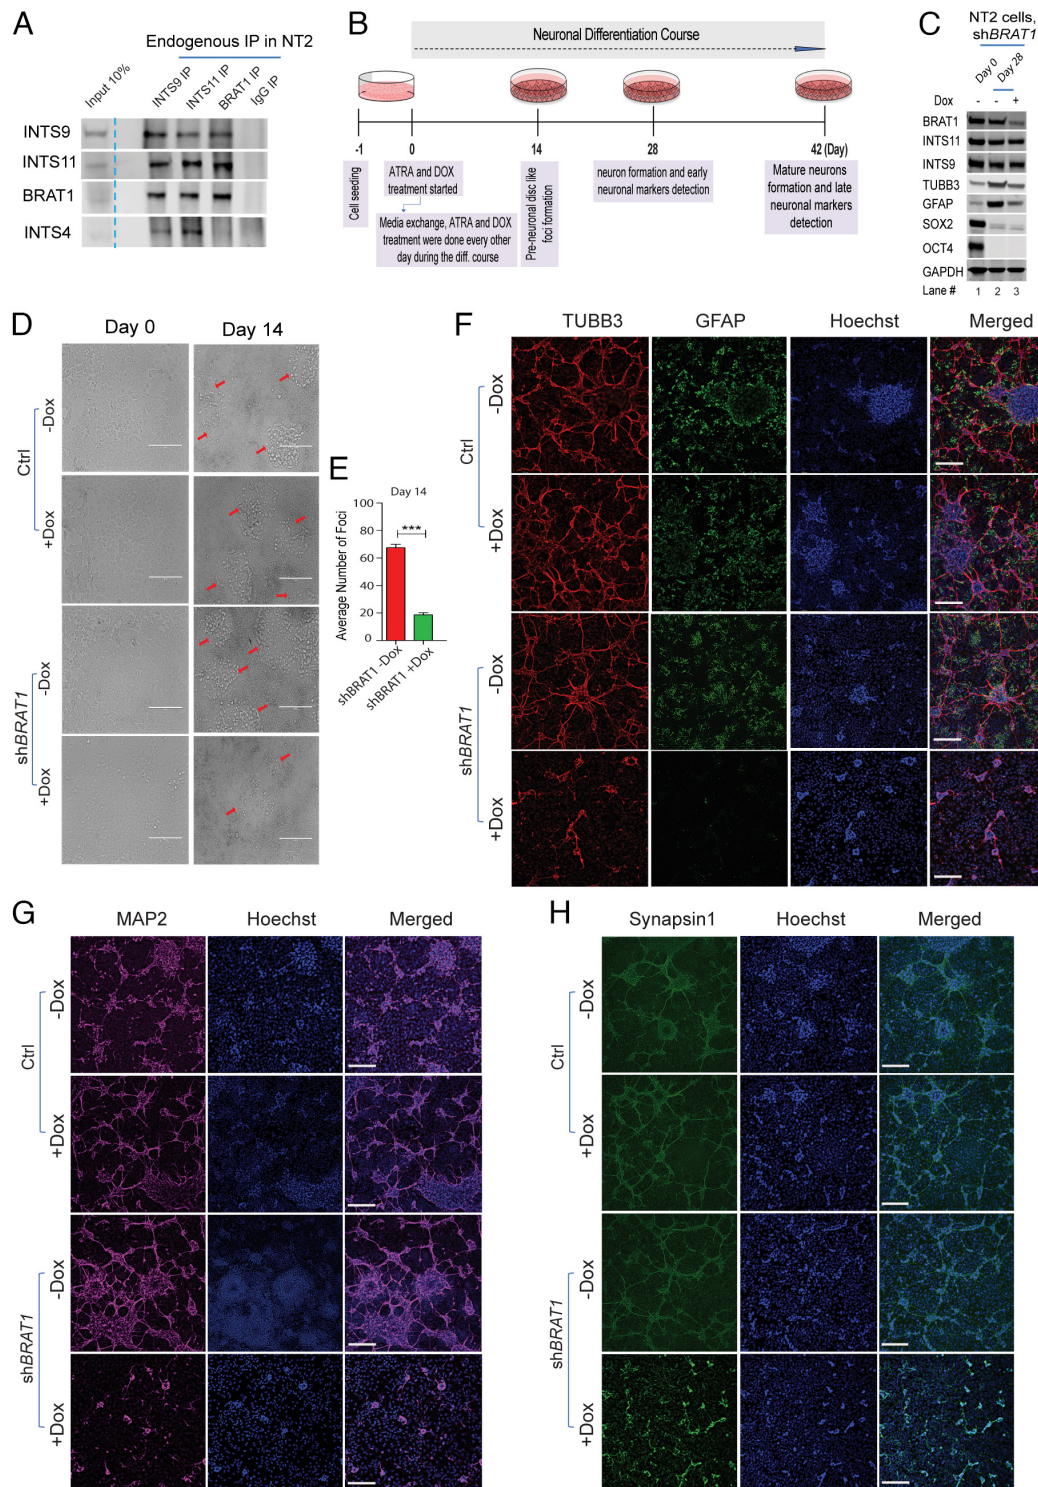 A
Endogenous IP in NT2
Input 10%
INTS9 IP
INTS11 IP
BRAT1 IP
IgG IP
INTS9
INTS11
BRAT1
INTS4
B
Neuronal Differentiation Course
-1
0
14
28
42 (Day)
Cell seeding
ATRA and DOX
treatment started
Media exchange, ATRA and DOX
treatment were done every other
day during the diff. course
Pre-neuronal disc like
foci formation
neuron formation and early
neuronal markers detection
Mature neurons
formation and late
neuronal markers
detection
C
NT2 cells,
shBRAT1
Day 0
Day 28
Dox
- - +
BRAT1
INTS11
INTS9
TUBB3
GFAP
SOX2
OCT4
GAPDH
Lane # 1 2 3
D
Day 0
Day 14
Ctrl
-Dox
+Dox
shBRAT1
-Dox
+Dox
E
Day 14
***
Average Number of Foci
100
80
60
40
20
0
shBRAT1 -Dox
shBRAT1 +Dox
F
TUBB3
GFAP
Hoechst
Merged
Ctrl
-Dox
+Dox
shBRAT1
-Dox
+Dox
G
MAP2
Hoechst
Merged
Ctrl
-Dox
+Dox
shBRAT1
-Dox
+Dox
H
Synapsin1
Hoechst
Merged
Ctrl
-Dox
+Dox
shBRAT1
-Dox
+Dox